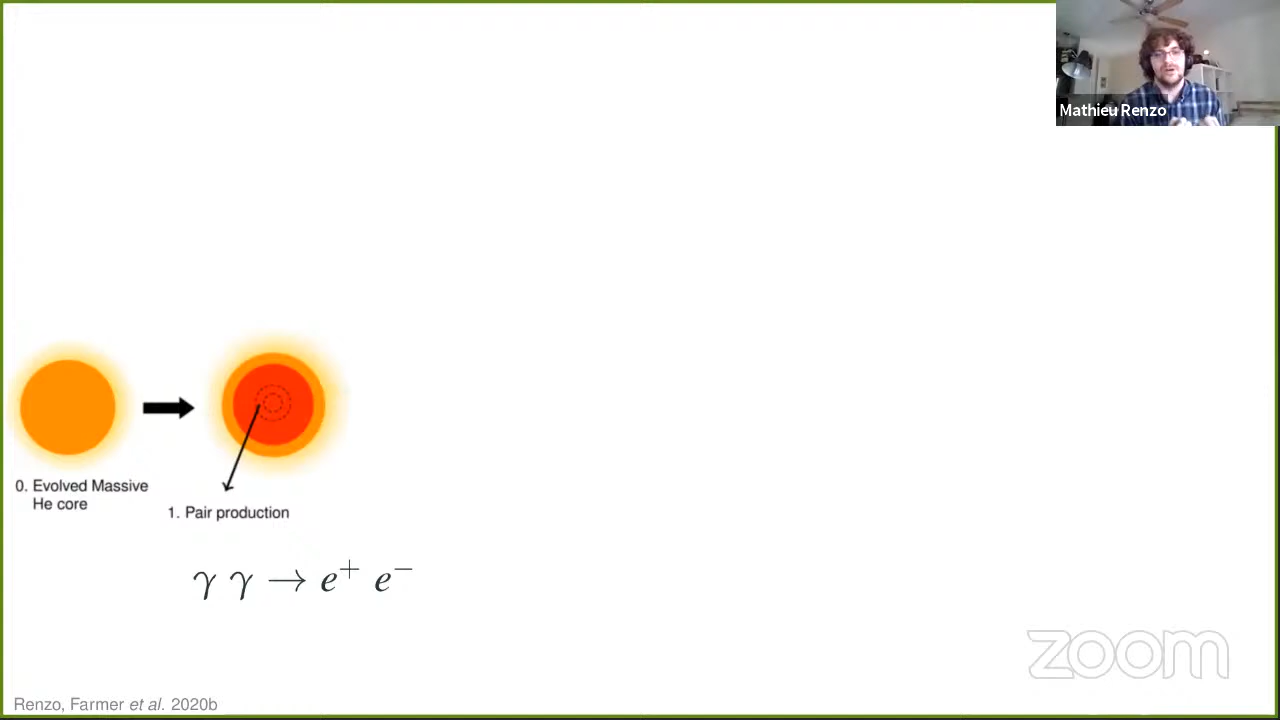 Mathieu Renzo
0. Evolved Massive
He core
1. Pair production
γ γ → e⁺ e⁻
zoom
Renzo, Farmer et al. 2020b